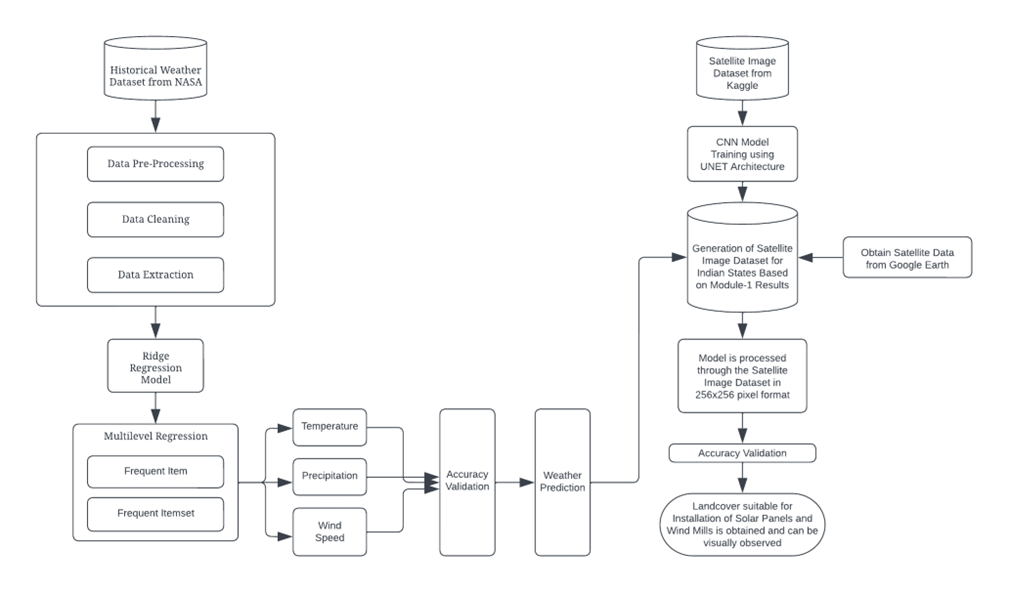 Historical Weather
Dataset from NASA
Data Pre-Processing
Data Cleaning
Data Extraction
Ridge
Regression
Model
Multilevel Regression
Frequent Item
Frequent Itemset
Temperature
Precipitation
Wind
Speed
Accuracy
Validation
Weather
Prediction
Satellite Image
Dataset from
Kaggle
CNN Model
Training using
UNET Architecture
Generation of Satellite
Image Dataset for
Indian States Based
on Module-1 Results
Obtain Satellite Data
from Google Earth
Model is processed
through the Satellite
Image Dataset in
256x256 pixel format
Accuracy Validation
Landcover suitable for
Installation of Solar Panels and
Wind Mills is obtained and can be
visually observed